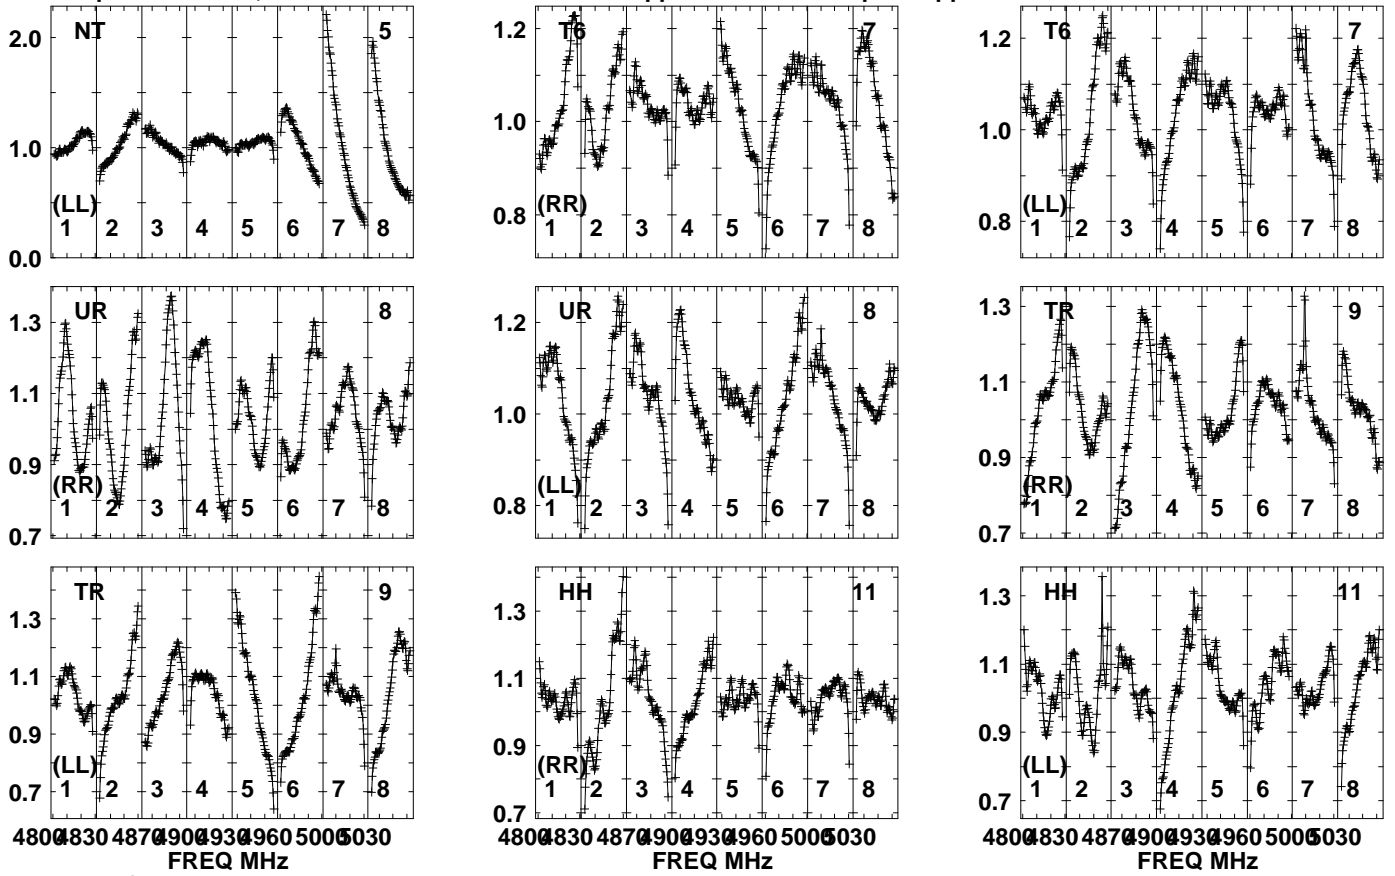 NT 5
2.0
1.0
0.0
(LL)
1 2 3 4 5 6 7 8
T6 7
1.2
1.0
0.8
(RR)
1 2 3 4 5 6 7 8
T6 7
1.2
1.0
0.8
(LL)
1 2 3 4 5 6 7 8
UR 8
1.3
1.1
0.9
0.7
(RR)
1 2 3 4 5 6 7 8
UR 8
1.2
1.0
0.8
(LL)
1 2 3 4 5 6 7 8
TR 9
1.3
1.1
0.9
0.7
(RR)
1 2 3 4 5 6 7 8
TR 9
1.3
1.1
0.9
0.7
(LL)
1 2 3 4 5 6 7 8
4800 4830 4870 4900 4930 4960 5000 5030
FREQ MHz
HH 11
1.3
1.1
0.9
0.7
(RR)
1 2 3 4 5 6 7 8
4800 4830 4870 4900 4930 4960 5000 5030
FREQ MHz
HH 11
1.3
1.1
0.9
0.7
(LL)
1 2 3 4 5 6 7 8
4800 4830 4870 4900 4930 4960 5000 5030
FREQ MHz